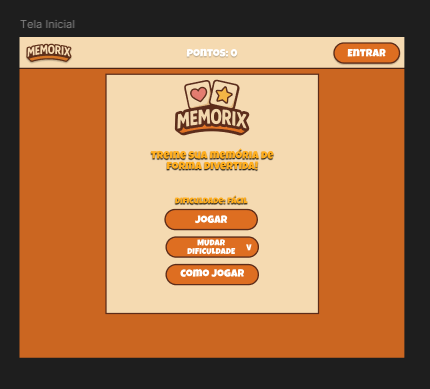 Tela Inicial
MEMORIX
PONTOS: 0
ENTRAR
MEMORIX
TREINE SUA MEMÓRIA DE
FORMA DIVERTIDA!
DIFICULDADE: FÁCIL
JOGAR
MUDAR
DIFICULDADE V
COMO JOGAR